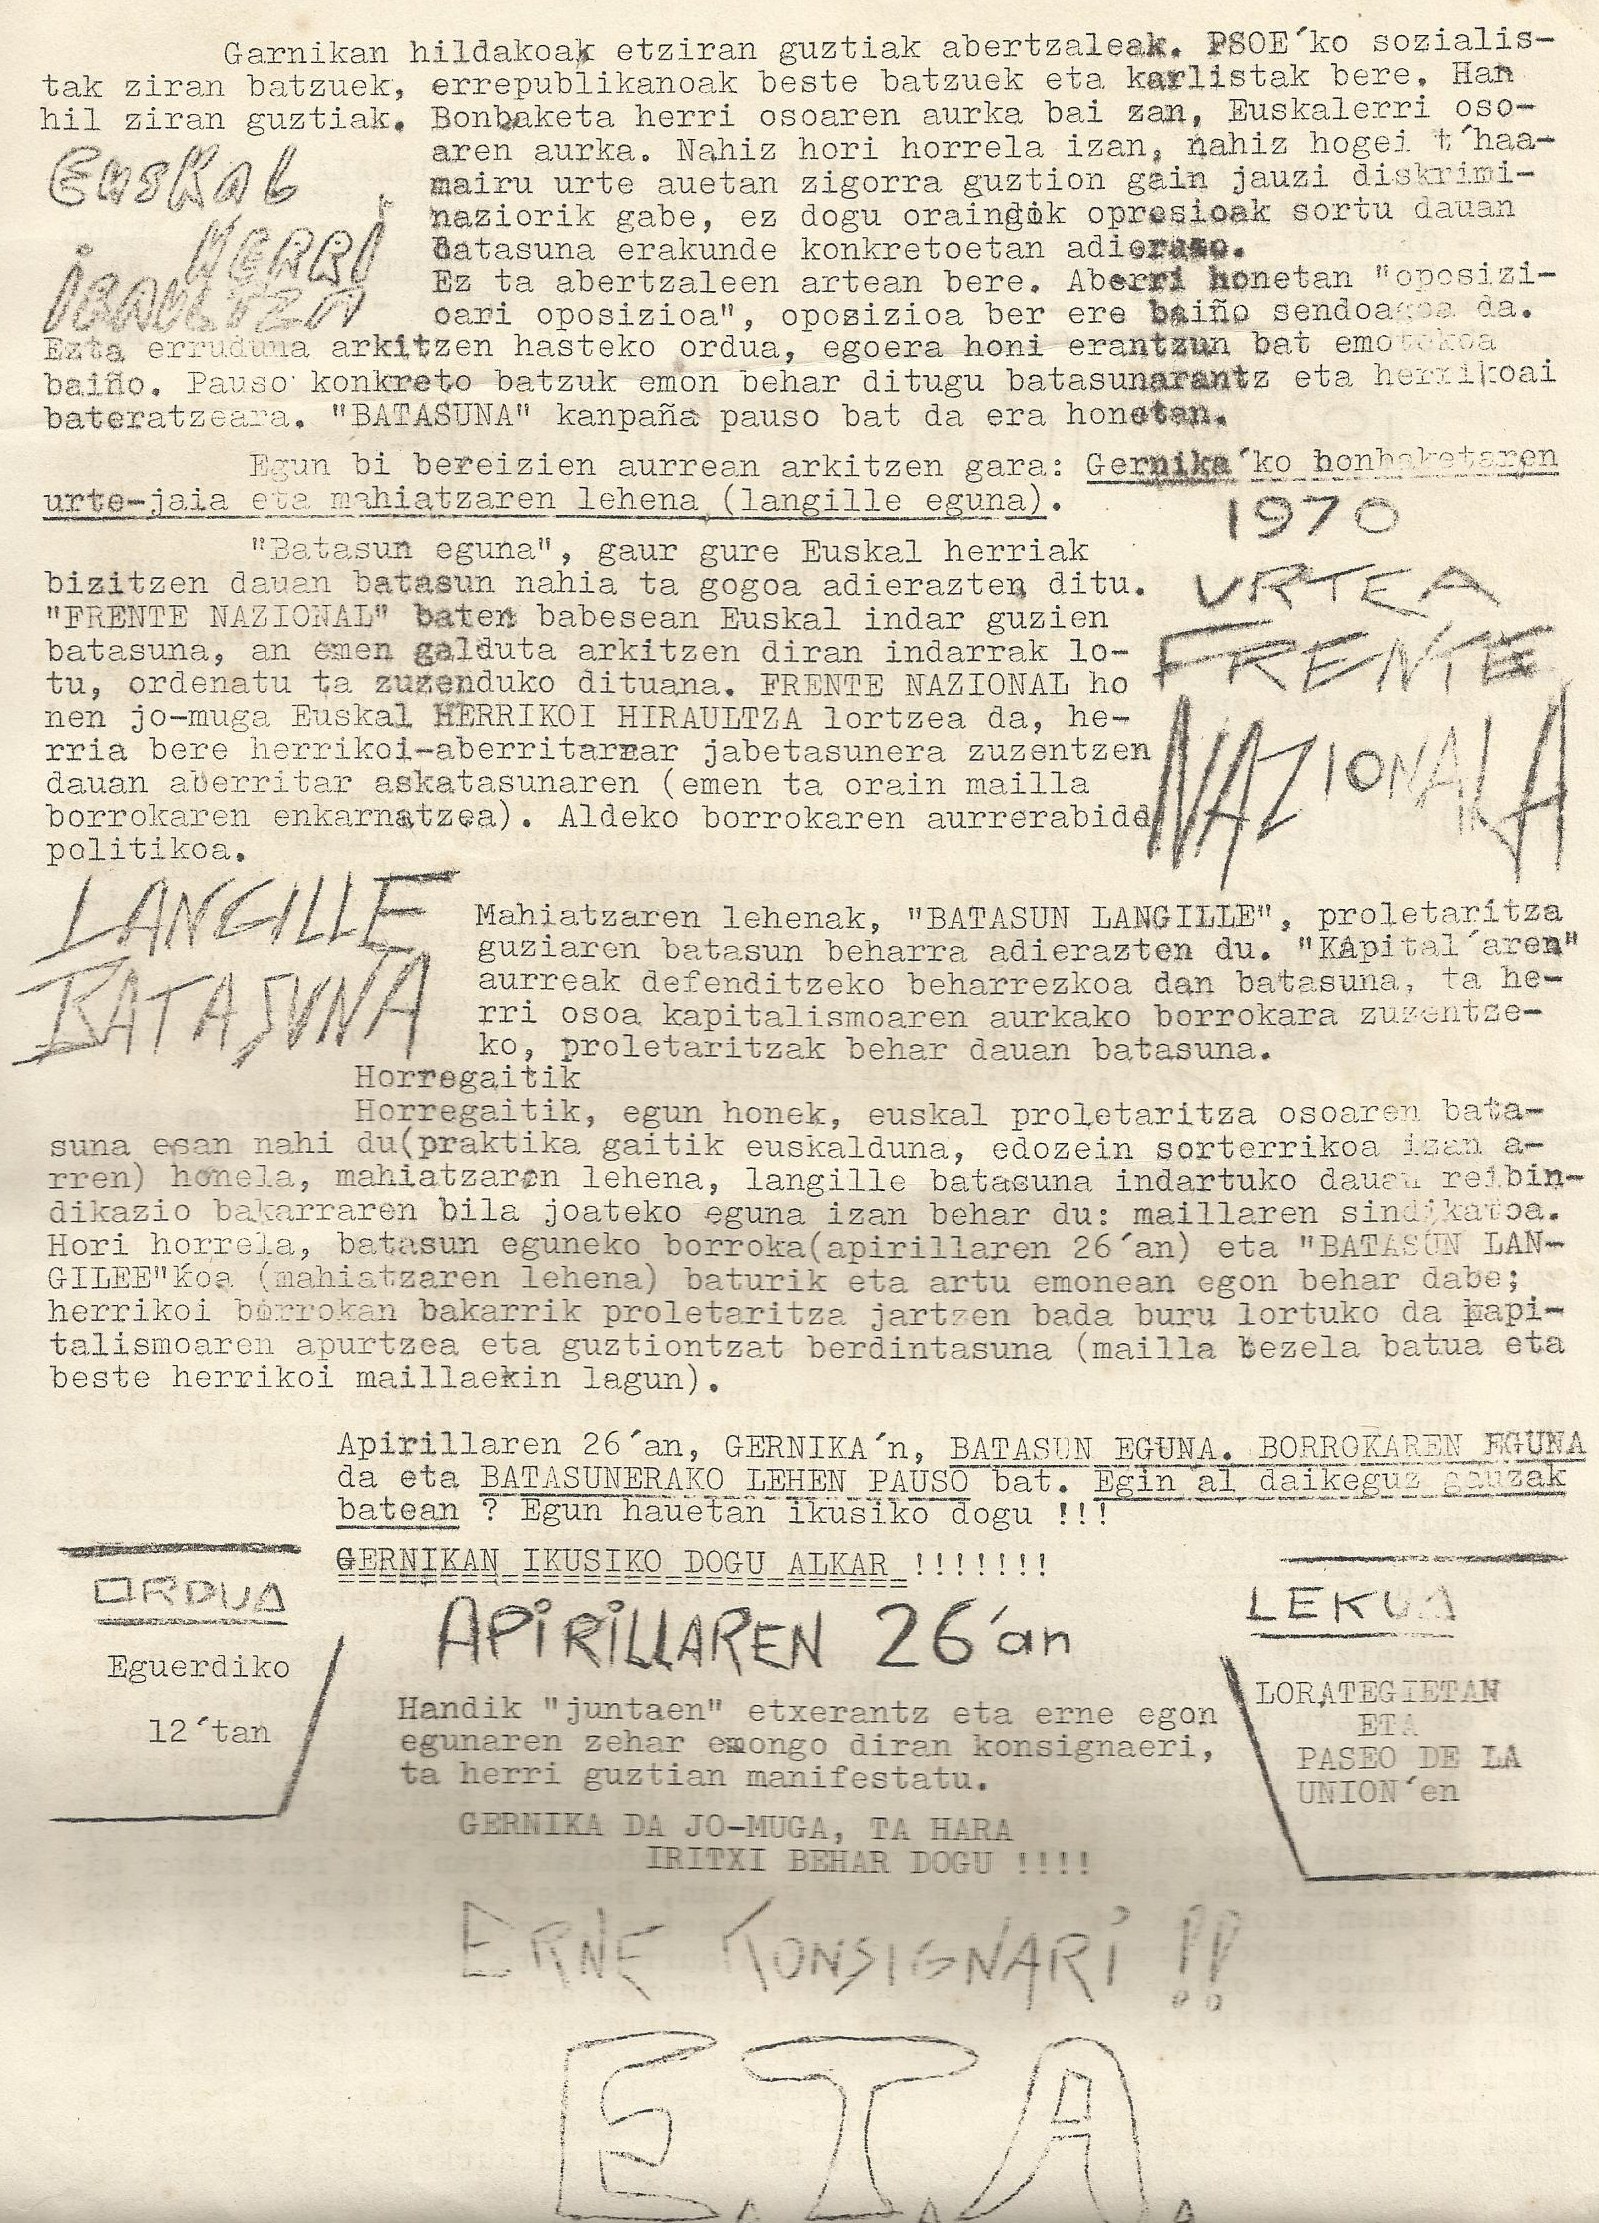 Garnikan hildakoak etziran guztiak abertzaleak. PSOE´ko sozialis-
tak ziran batzuek, errepublikanoak beste batzuek eta karlistak bere. Han
hil ziran guztiak. Bonbaketa herri osoaren aurka bai zan, Euskalerri oso-
aren aurka. Nahiz hori horrela izan, nahiz hogei t´haa-
mairu urte auetan zigorra guztion gain jauzi diskrimi-
naziorik gabe, ez dogu oraindik opresioak sortu dauan
batasuna erakunde konkretoetan adierazo.
Ez ta abertzaleen artean bere. Aberri honetan "oposizi-
oari oposizioa", oposizioa ber ere baiño sendoagoa da.
Ezta erruduna arkitzen hasteko ordua, egoera honi erantzun bat emotekoa
baiño. Pauso konkreto batzuk emon behar ditugu batasunarantz eta herrikoai
bateratzeara. "BATASUNA" kanpaña pauso bat da era honetan.
EusKal
HERRI
iraultza
Egun bi bereizien aurrean arkitzen gara: Gernika´ko bonbaketaren
urte-jaia eta mahiatzaren lehena (langille eguna).
"Batasun eguna", gaur gure Euskal herriak
bizitzen dauan batasun nahia ta gogoa adierazten ditu.
"FRENTE NAZIONAL" baten babesean Euskal indar guzien
batasuna, an emen galduta arkitzen diran indarrak lo-
tu, ordenatu ta zuzenduko dituana. FRENTE NAZIONAL ho
nen jo-muga Euskal HERRIKOI HIRAULTZA lortzea da, he-
rria bere herrikoi-aberritarrar jabetasunera zuzentzen
dauan aberritar askatasunaren (emen ta orain mailla
borrokaren enkarnatzea). Aldeko borrokaren aurrerabide
politikoa.
1970
URTEA
FRENTE
NAZIONALA
LANGILLE
BATASUNA
Mahiatzaren lehenak, "BATASUN LANGILLE", proletaritza
guziaren batasun beharra adierazten du. "KApital´aren"
aurreak defenditzeko beharrezkoa dan batasuna, ta he-
rri osoa kapitalismoaren aurkako borrokara zuzentze-
ko, proletaritzak behar dauan batasuna.
Horregaitik
Horregaitik, egun honek, euskal proletaritza osoaren bata-
suna esan nahi du(praktika gaitik euskalduna, edozein sorterrikoa izan a-
rren) honela, mahiatzaren lehena, langille batasuna indartuko dauan reibin-
dikazio bakarraren bila joateko eguna izan behar du: maillaren sindikatoa.
Hori horrela, batasun eguneko borroka(apirillaren 26´an) eta "BATASUN LAN-
GILEE"koa (mahiatzaren lehena) baturik eta artu emonean egon behar dabe;
herrikoi borrokan bakarrik proletaritza jartzen bada buru lortuko da kapi-
talismoaren apurtzea eta guztiontzat berdintasuna (mailla bezela batua eta
beste herrikoi maillaekin lagun).
Apirillaren 26´an, GERNIKA´n, BATASUN EGUNA. BORROKAREN EGUNA
da eta BATASUNERAKO LEHEN PAUSO bat. Egin al daikeguz gauzak
batean ? Egun hauetan ikusiko dogu !!!
GERNIKAN IKUSIKO DOGU ALKAR !!!!!!!
ORDUA
Eguerdiko
12´tan
APIRILLAREN 26´an
Handik "juntaen" etxerantz eta erne egon
egunaren zehar emongo diran konsignaeri,
ta herri guztian manifestatu.
GERNIKA DA JO-MUGA, TA HARA
IRITXI BEHAR DOGU !!!!
LEKUA
LORATEGIETAN
ETA
PASEO DE LA
UNION´en
ERNE KONSIGNARI !!
E.T.A.